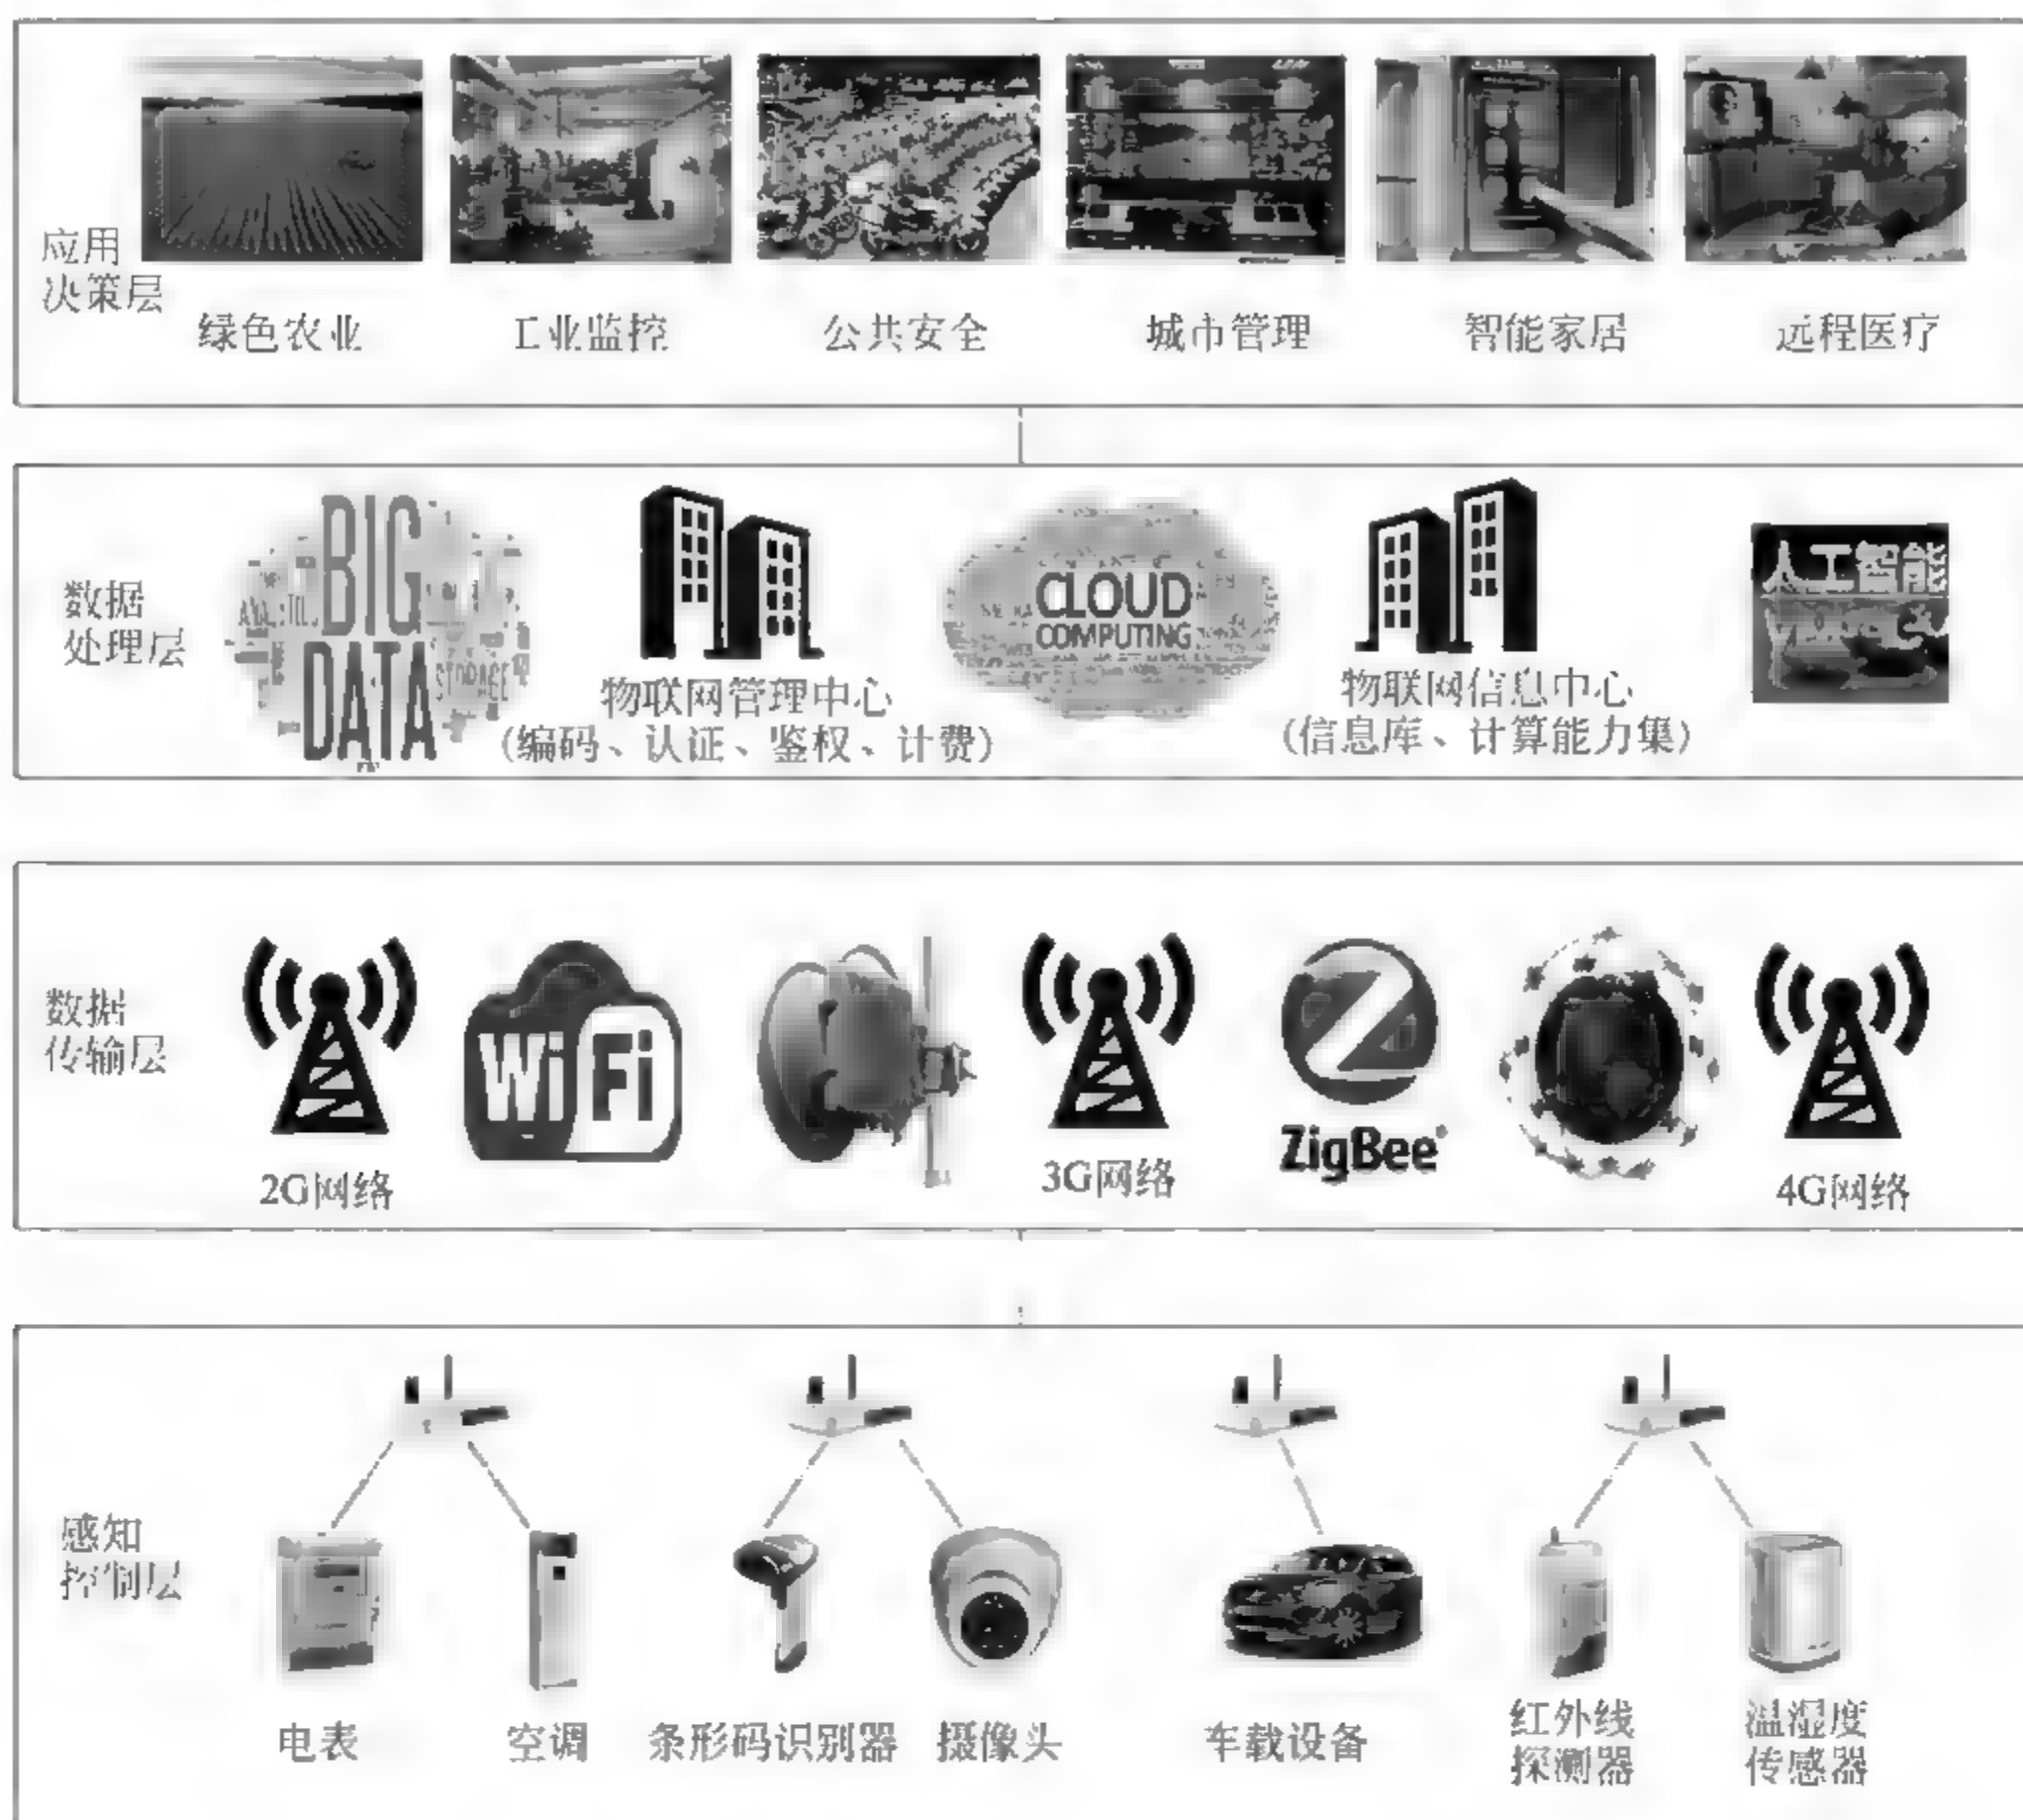 应用
决策层
绿色农业
工业监控
公共安全
城市管理
智能家居
远程医疗
数据
处理层
BIG
DATA
STORAGE
物联网管理中心
(编码、认证、鉴权、计费)
CLOUD
COMPUTING
物联网信息中心
(信息库、计算能力集)
人工智能
数据
传输层
2G网络
WiFi
3G网络
ZigBee
4G网络
感知
控制层
电表
空调
条形码识别器
摄像头
车载设备
红外线
探测器
温湿度
传感器